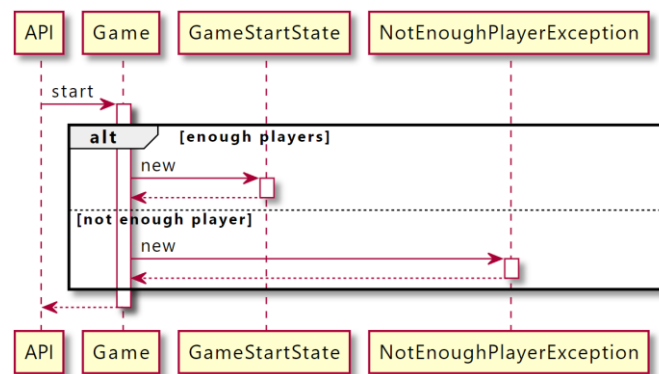 API Game GameStartState NotEnoughPlayerException
start
alt [enough players]
new
[not enough player]
new
API Game GameStartState NotEnoughPlayerException